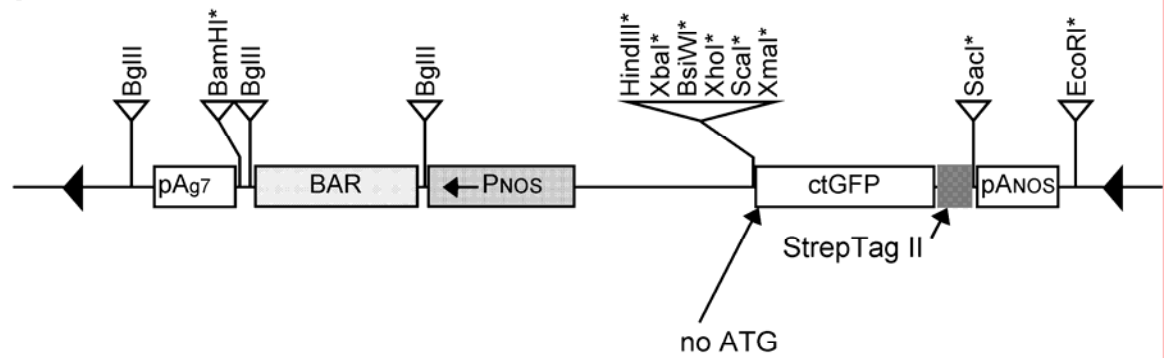 BglII
BamHI*
BglII
BglII
HindIII*
XbaI*
BsiWI*
XhoI*
ScaI*
XmaI*
SacI*
EcoRI*
pAg7
BAR
PNOS
ctGFP
pANOS
StrepTag II
no ATG